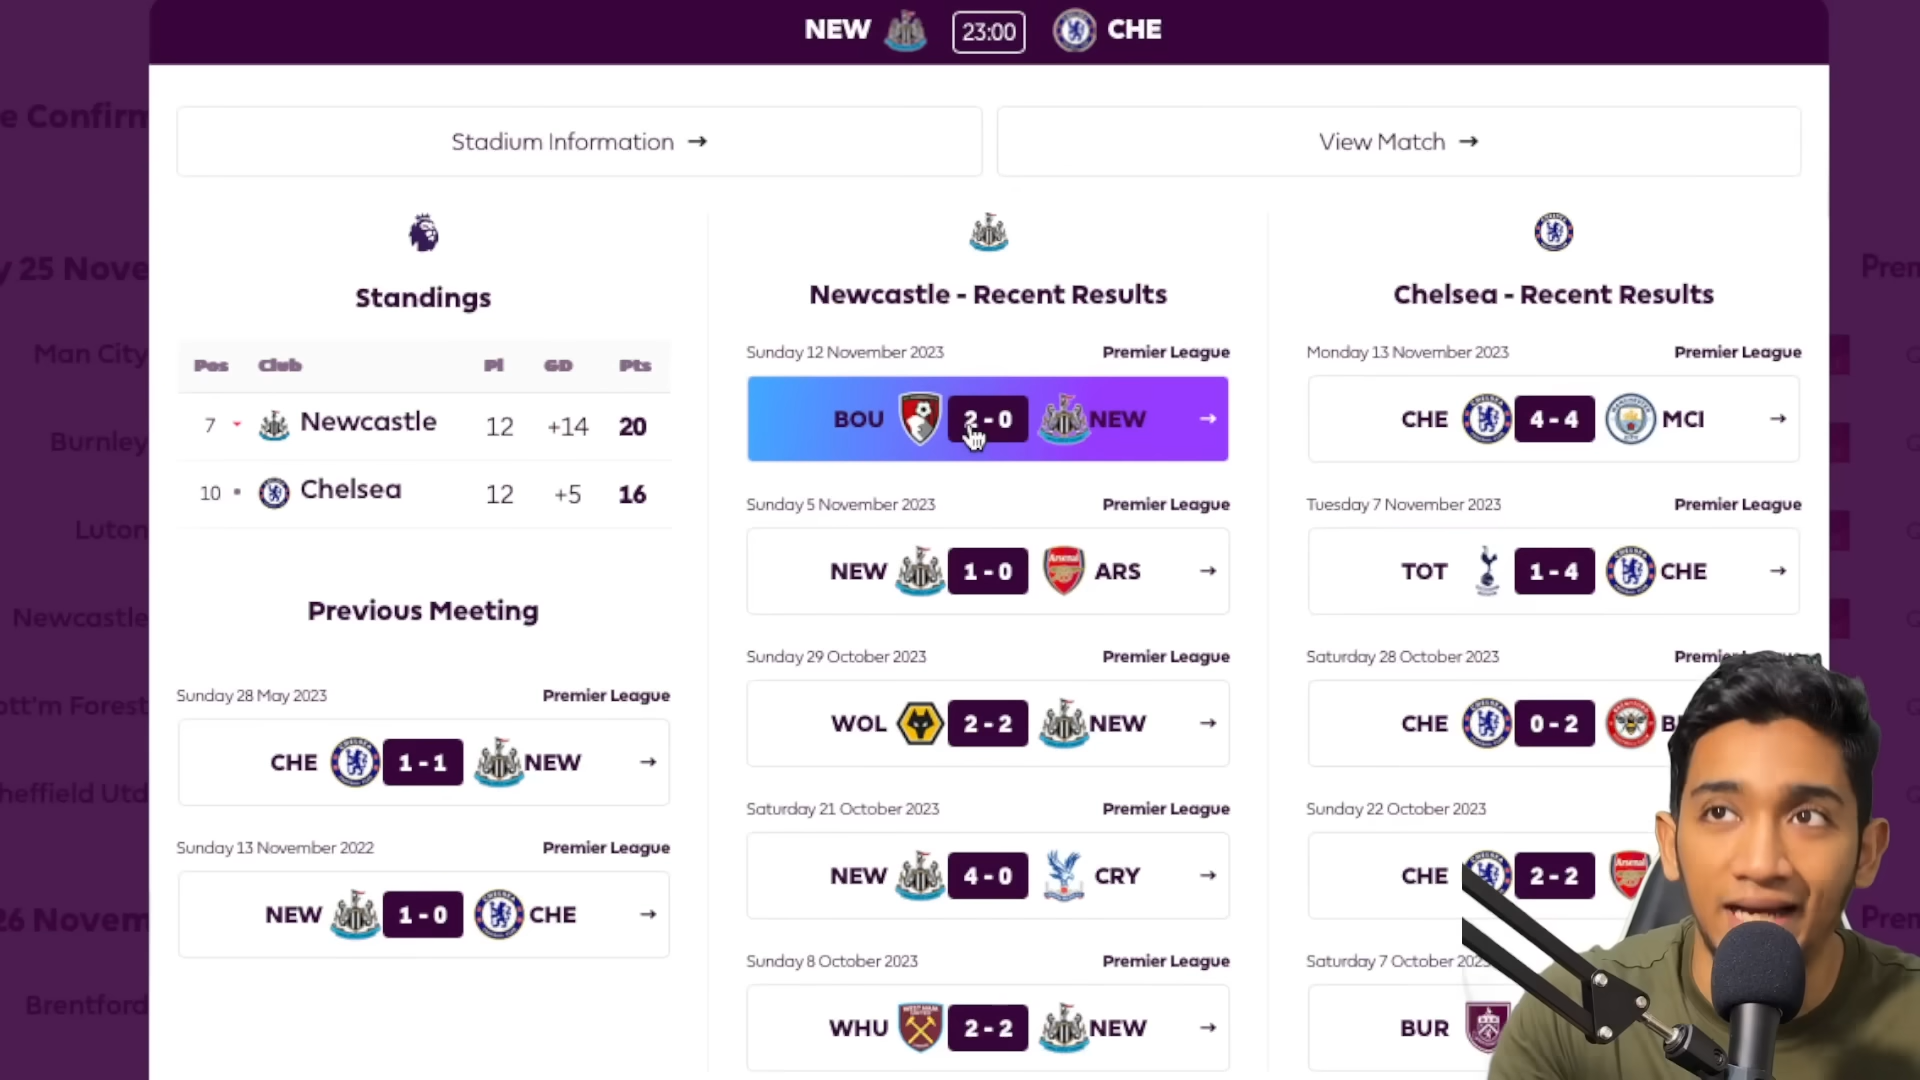 NEW 23:00 CHE
Stadium Information →
View Match →
Standings
Pos Club Pl GD Pts
7 Newcastle 12 +14 20
10 Chelsea 12 +5 16
Previous Meeting
Sunday 28 May 2023 Premier League
CHE 1 - 1 NEW →
Sunday 13 November 2022 Premier League
NEW 1 - 0 CHE →
Newcastle - Recent Results
Sunday 12 November 2023 Premier League
BOU 2 - 0 NEW →
Sunday 5 November 2023 Premier League
NEW 1 - 0 ARS →
Sunday 29 October 2023 Premier League
WOL 2 - 2 NEW →
Saturday 21 October 2023 Premier League
NEW 4 - 0 CRY →
Sunday 8 October 2023 Premier League
WHU 2 - 2 NEW →
Chelsea - Recent Results
Monday 13 November 2023 Premier League
CHE 4 - 4 MCI →
Tuesday 7 November 2023 Premier League
TOT 1 - 4 CHE →
Saturday 28 October 2023
CHE 0 - 2
Sunday 22 October 2023
CHE 2 - 2
Saturday 7 October
BUR
e Confirm
y 25 Nove
Man City
Burnley
Luton
Newcastle
ott'm Forest
heffield Utd
26 Novem
Brentford
Prem
Prem